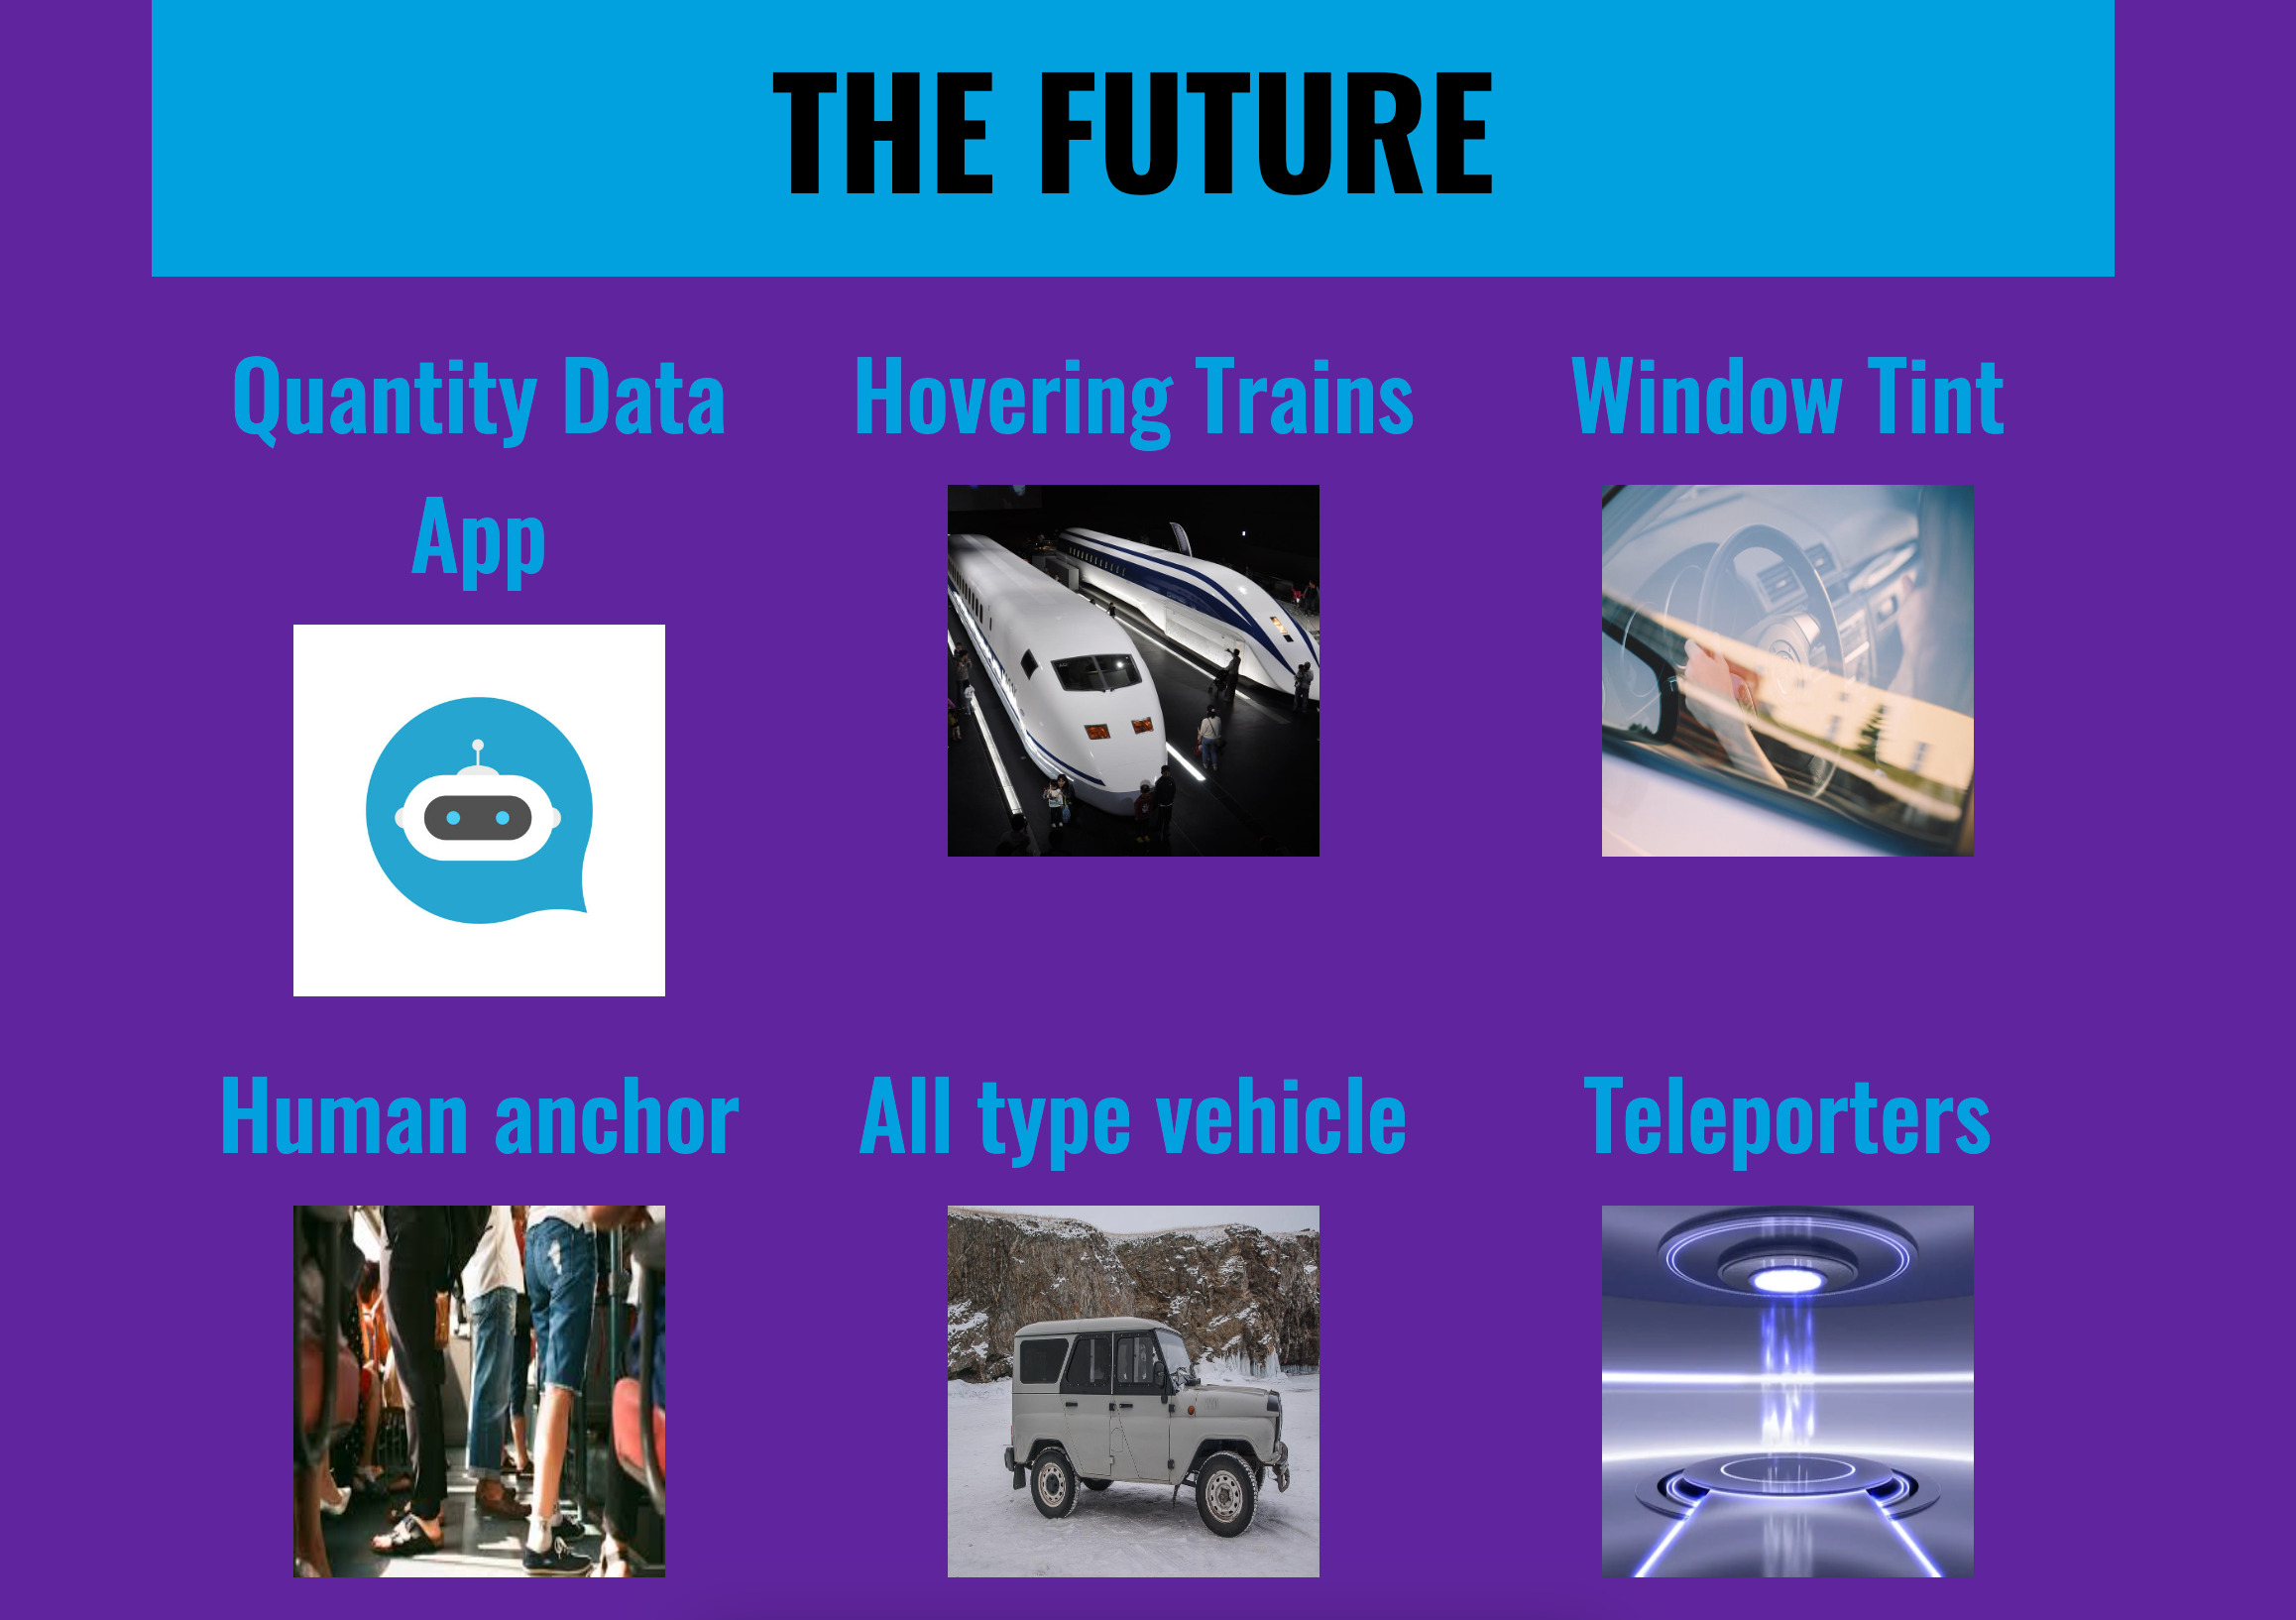 THE FUTURE
Quantity Data
App
Hovering Trains
Window Tint
Human anchor
All type vehicle
Teleporters